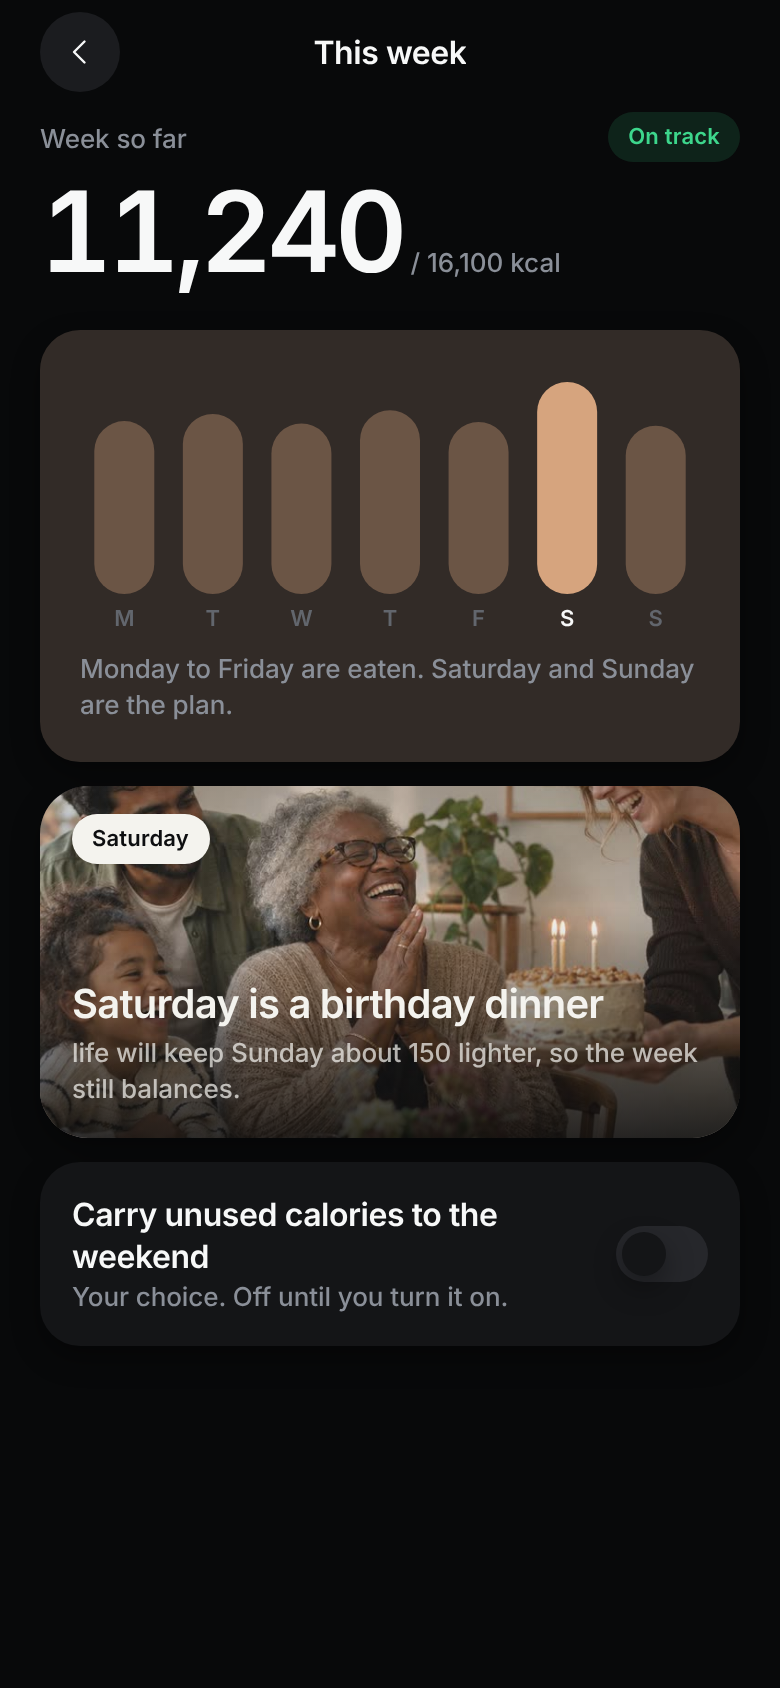 This week
Week so far
On track
11,240 / 16,100 kcal
M T W T F S S
Monday to Friday are eaten. Saturday and Sunday
are the plan.
Saturday
Saturday is a birthday dinner
life will keep Sunday about 150 lighter, so the week
still balances.
Carry unused calories to the
weekend
Your choice. Off until you turn it on.